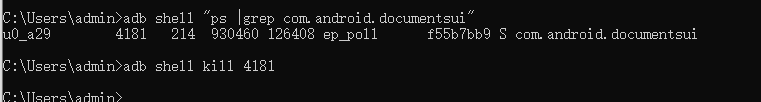 C:\Users\admin>adb shell "ps |grep com.android.documentsui"
u0_a29 4181 214 930460 126408 ep_poll f55b7bb9 S com.android.documentsui
C:\Users\admin>adb shell kill 4181
C:\Users\admin>